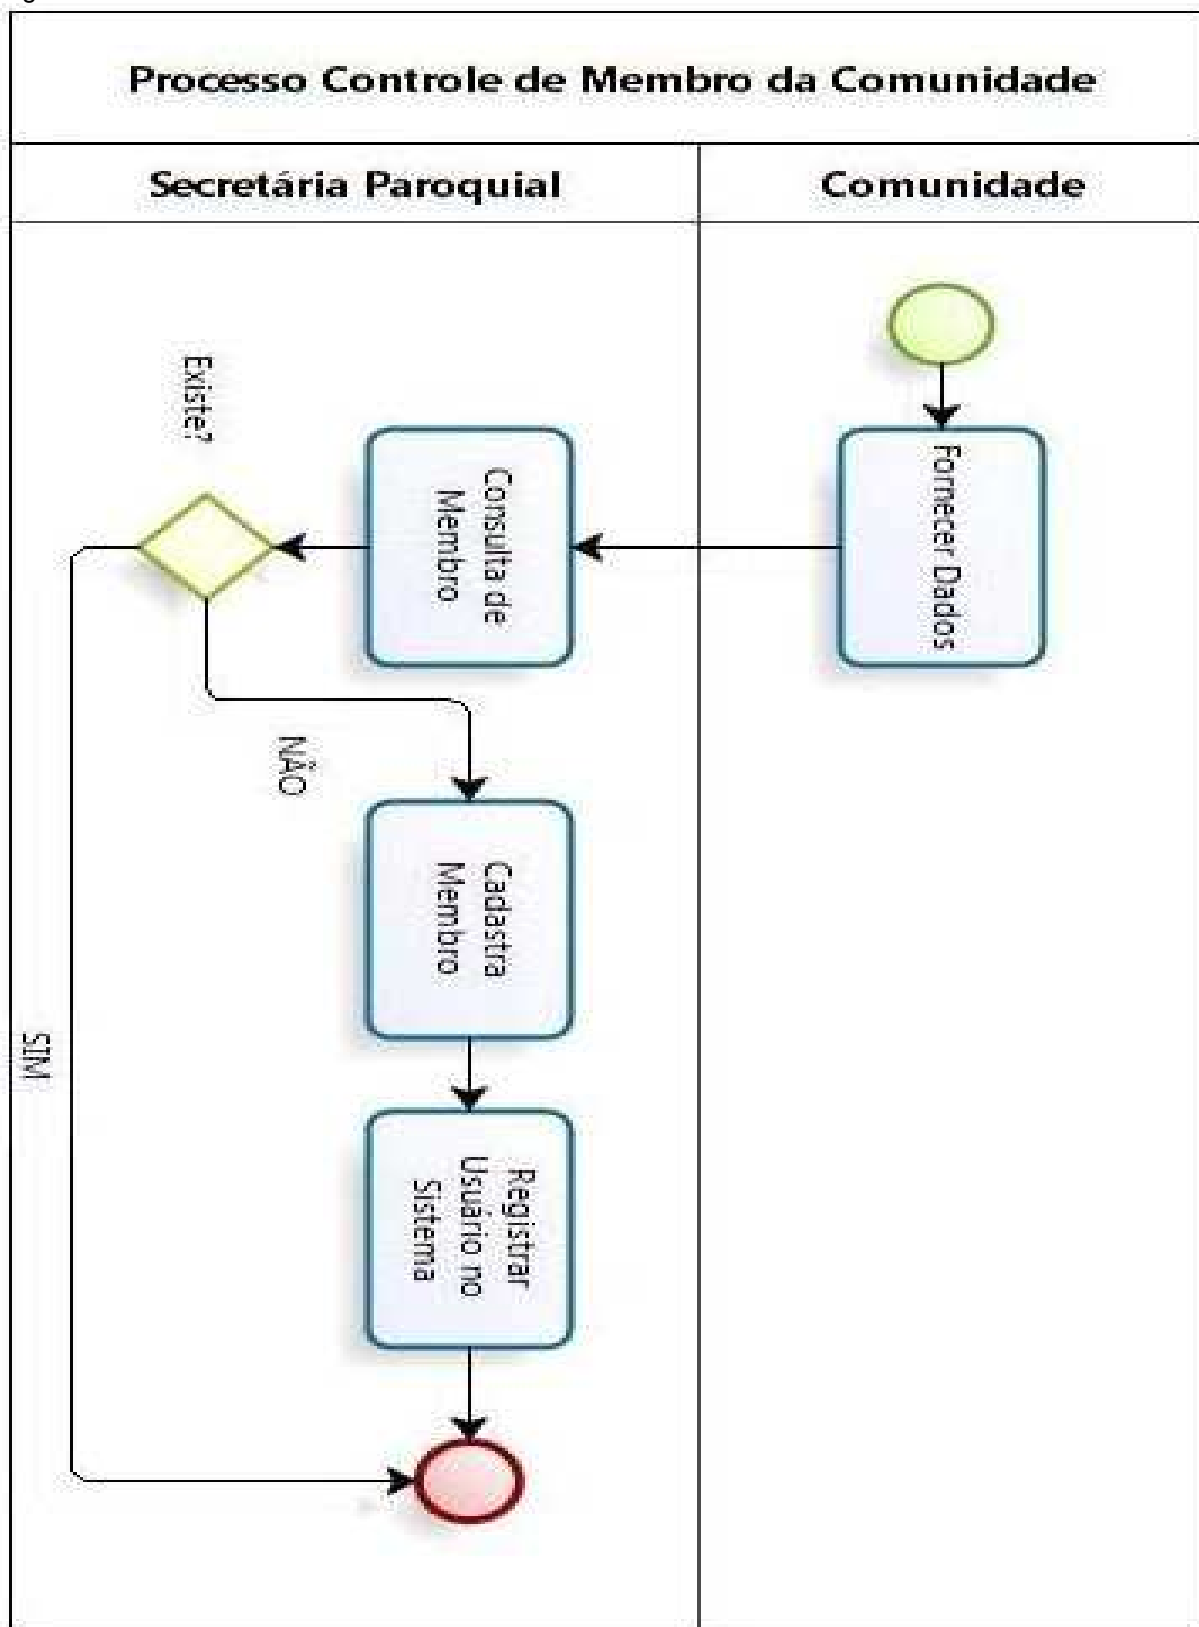 Processo Controle de Membro da Comunidade
Secretária Paroquial
Comunidade
Fornecer Dados
Consulta de
Membro
Existe?
NÃO
Cadastra
Membro
SIM
Registrar
Usuário no
Sistema